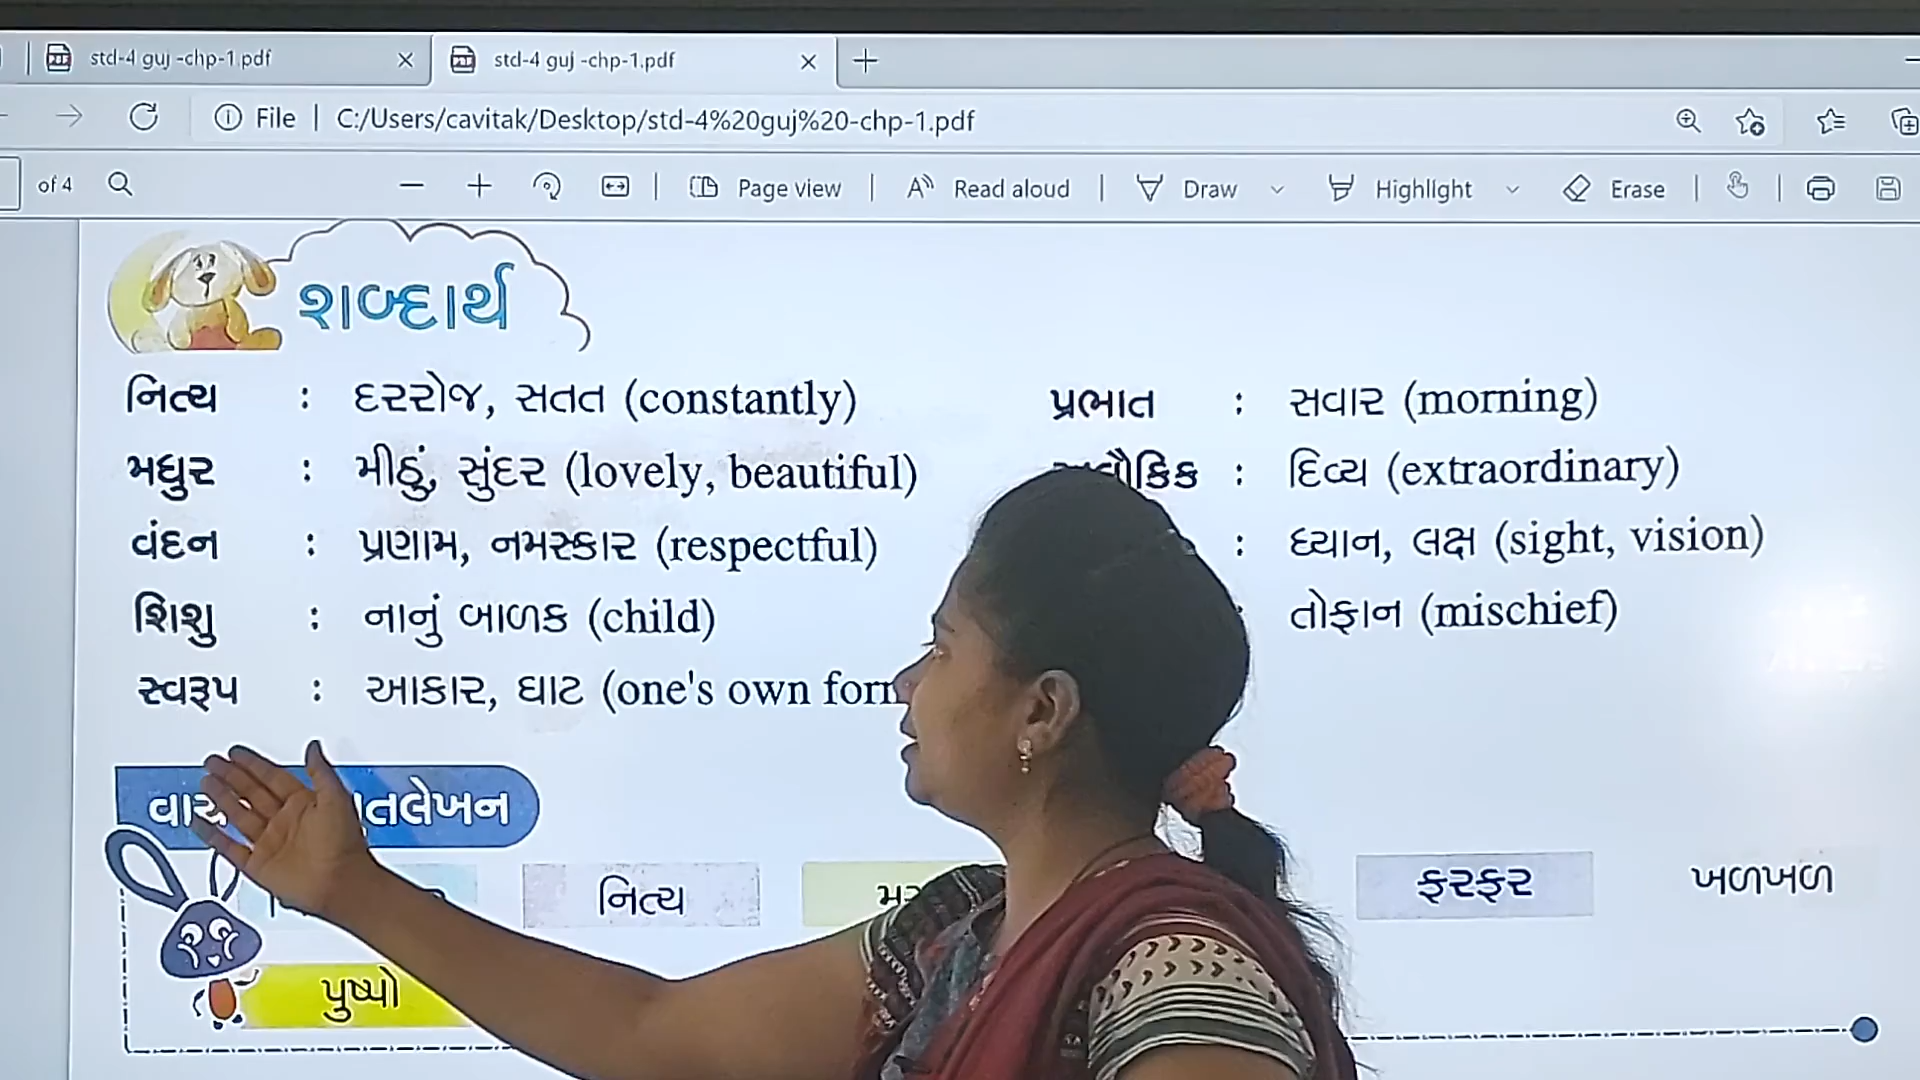 std-4 guj -chp-1.pdf
std-4 guj -chp-1.pdf
File | C:/Users/cavitak/Desktop/std-4%20guj%20-chp-1.pdf
of 4
Page view
Read aloud
Draw
Highlight
Erase
શબ્દાર્થ
નિત્ય : દરરોજ, સતત (constantly)
પ્રભાત : સવાર (morning)
મધુર : મીઠું, સુંદર (lovely, beautiful)
: દિવ્ય (extraordinary)
વંદન : પ્રણામ, નમસ્કાર (respectful)
: ધ્યાન, લક્ષ (sight, vision)
શિશુ : નાનું બાળક (child)
: તોફાન (mischief)
સ્વરૂપ : આકાર, ઘાટ (one's own
નિત્ય
ફરફર
ખળખળ
પુષ્પો